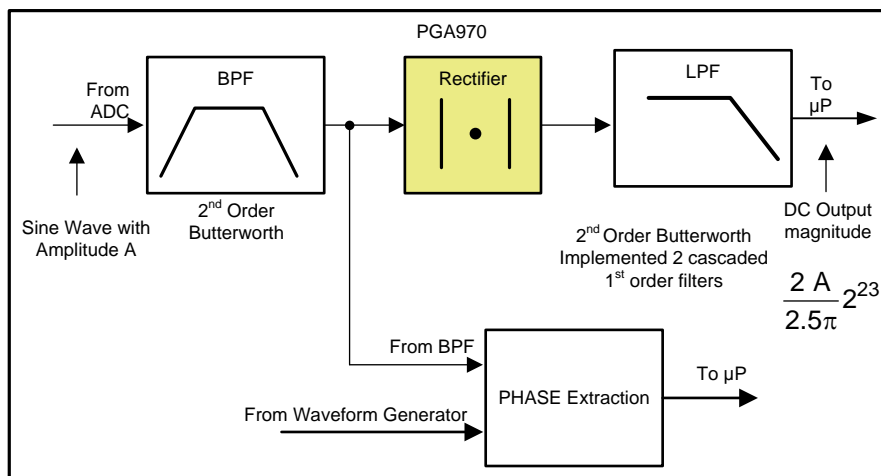 PGA970
From
ADC
BPF
Rectifier
LPF
To
µP
Sine Wave with
Amplitude A
2nd Order
Butterworth
2nd Order Butterworth
Implemented 2 cascaded
1st order filters
DC Output
magnitude
2 A
2.5π
2^23
From BPF
From Waveform Generator
PHASE Extraction
To µP